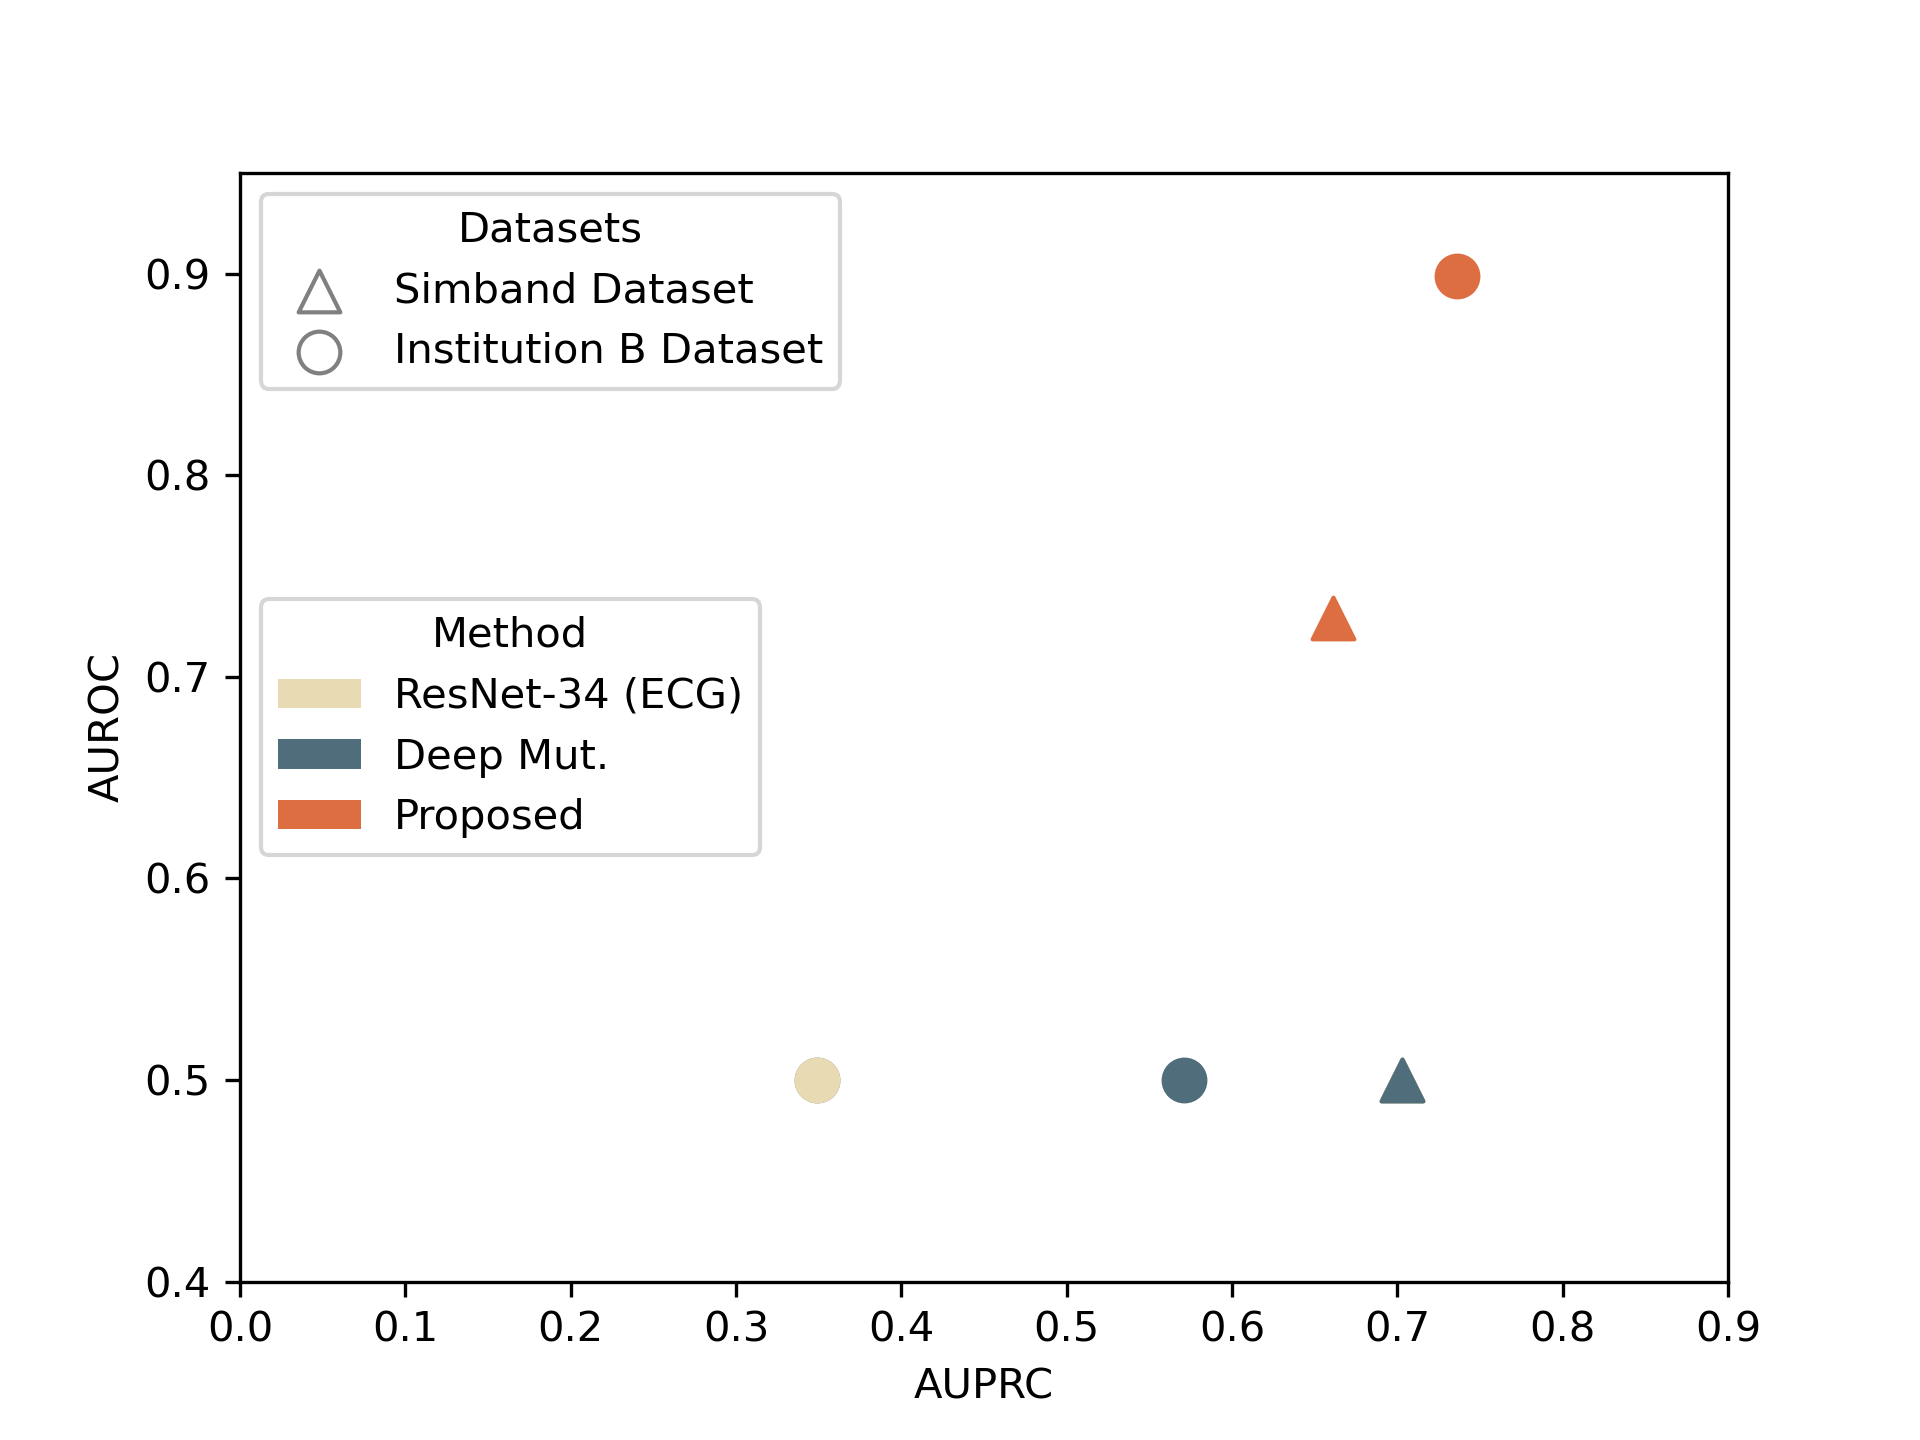 Datasets
Simband Dataset
Institution B Dataset
Method
ResNet-34 (ECG)
Deep Mut.
Proposed
AUROC
0.9
0.8
0.7
0.6
0.5
0.4
0.0 0.1 0.2 0.3 0.4 0.5 0.6 0.7 0.8 0.9
AUPRC